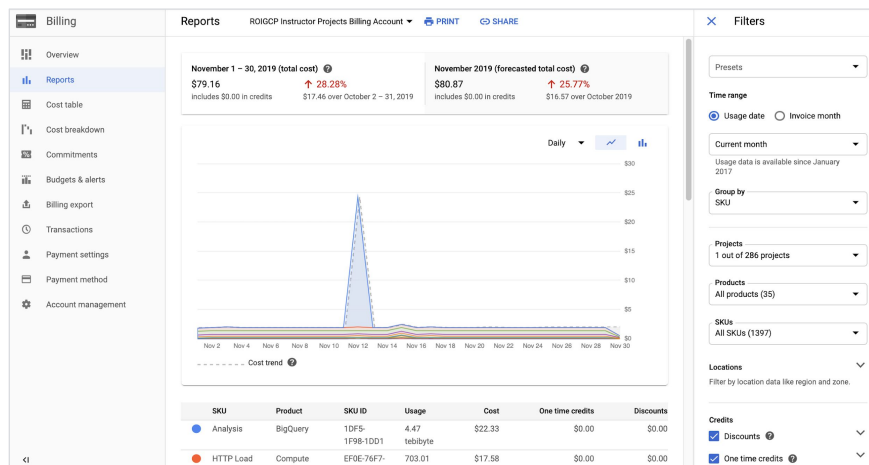 Billing
Overview
Reports
Cost table
Cost breakdown
Commitments
Budgets & alerts
Billing export
Transactions
Payment settings
Payment method
Account management
Reports
ROIGCP Instructor Projects Billing Account
PRINT
SHARE
November 1 – 30, 2019 (total cost)
$79.16
28.28%
includes $0.00 in credits
$17.46 over October 2 – 31, 2019
November 2019 (forecasted total cost)
$80.87
25.77%
includes $0.00 in credits
$16.57 over October 2019
Daily
$30
$25
$20
$15
$10
$5
$0
Nov 2 Nov 4 Nov 6 Nov 8 Nov 10 Nov 12 Nov 14 Nov 16 Nov 18 Nov 20 Nov 22 Nov 24 Nov 26 Nov 28 Nov 30
Cost trend
SKU Product SKU ID Usage Cost One time credits Discounts
Analysis BigQuery 1DF5- 4.47 $22.33 $0.00 $0.00
1F98-1DD1 tebibyte
HTTP Load Compute EF0E-76F7- 703.01 $17.58 $0.00 $0.00
Filters
Presets
Time range
Usage date Invoice month
Current month
Usage data is available since January
2017
Group by
SKU
Projects
1 out of 286 projects
Products
All products (35)
SKUs
All SKUs (1397)
Locations
Filter by location data like region and zone.
Credits
Discounts
One time credits